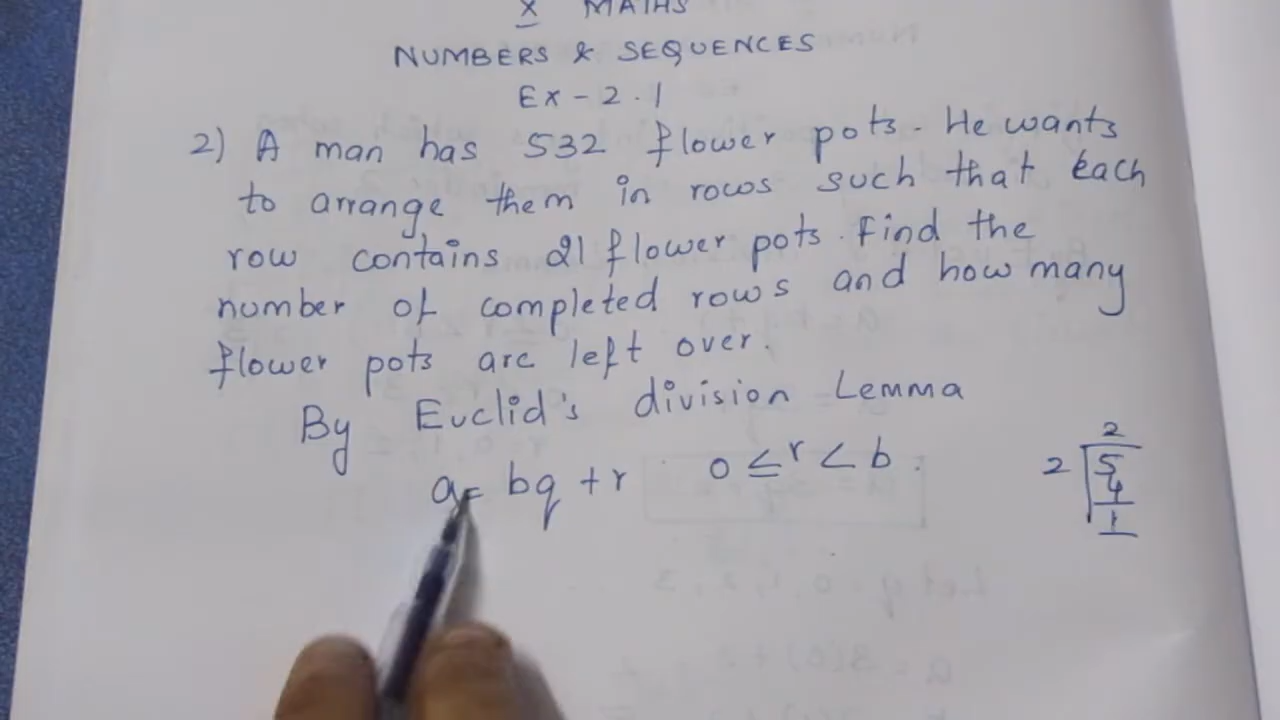 X MATHS
NUMBERS & SEQUENCES
Ex - 2.1
2) A man has 532 flower pots. He wants
to arrange them in rows such that each
row contains 21 flower pots. Find the
number of completed rows and how many
flower pots are left over.
By Euclid's division Lemma
a = bq + r 0 ≤ r < b.
2
2 5
4
1